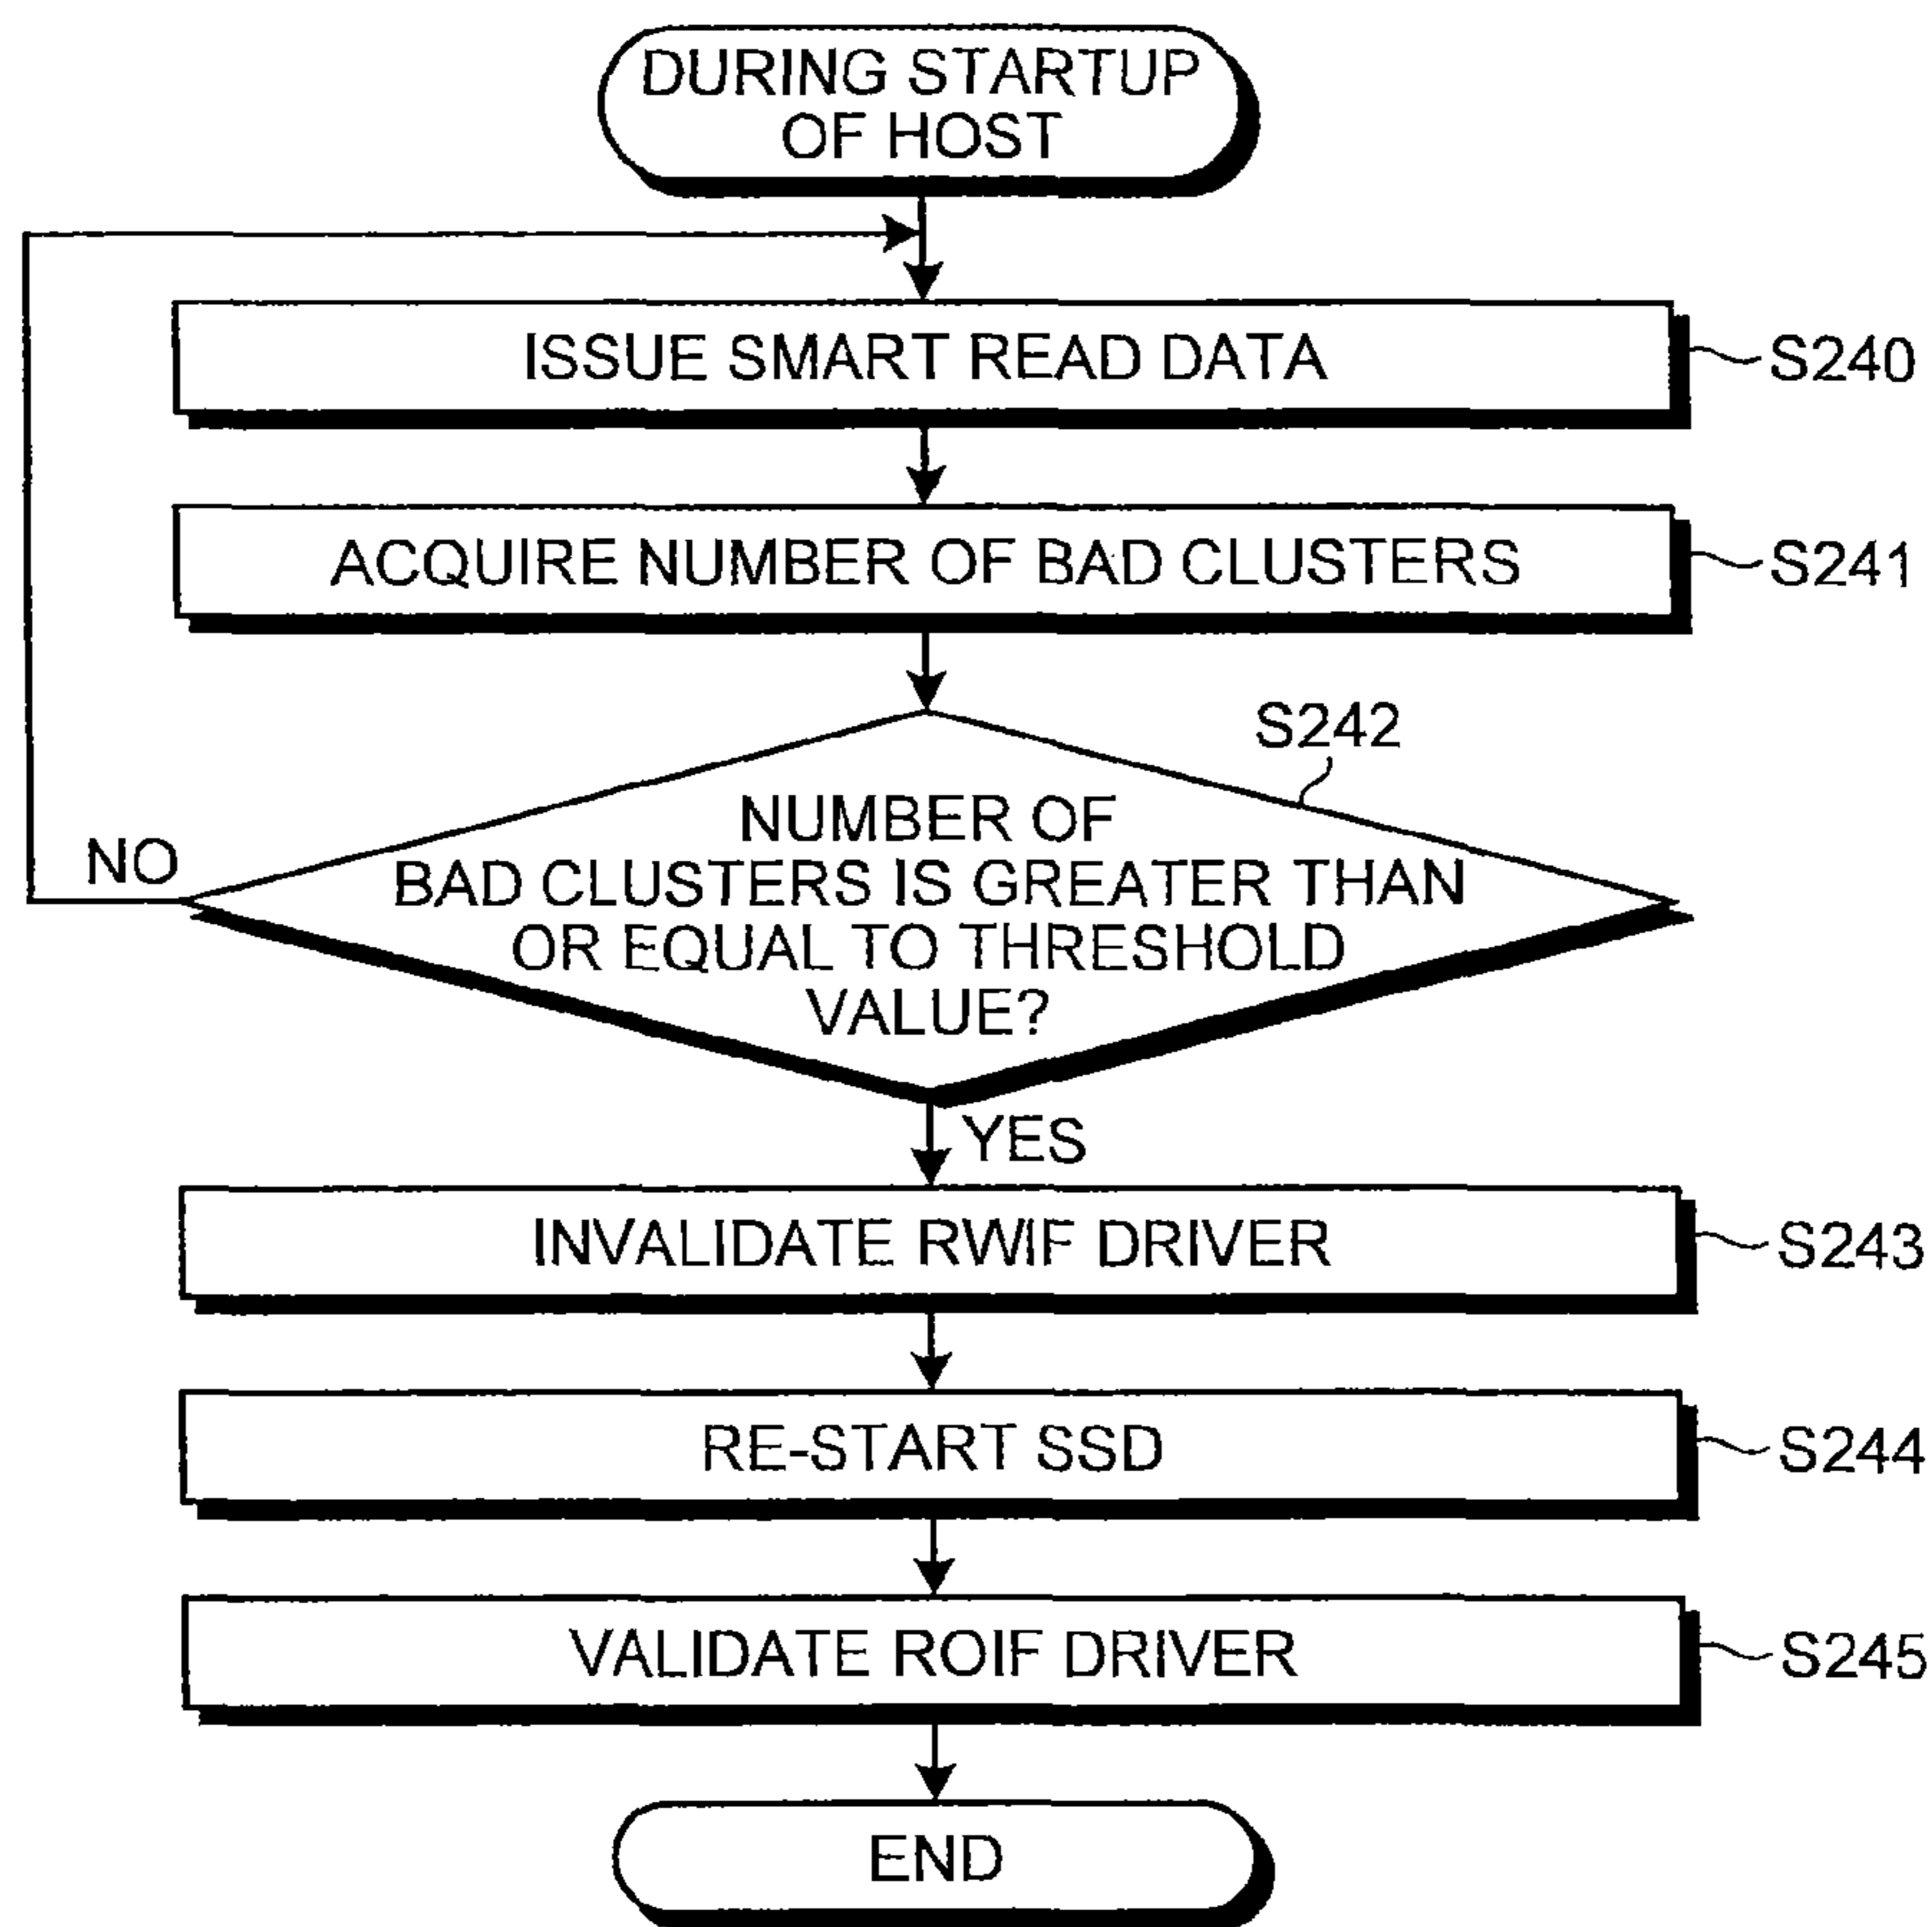 DURING STARTUP
OF HOST
ISSUE SMART READ DATA
S240
ACQUIRE NUMBER OF BAD CLUSTERS
S241
S242
NUMBER OF
BAD CLUSTERS IS GREATER THAN
OR EQUAL TO THRESHOLD
VALUE?
NO
YES
INVALIDATE RWIF DRIVER
S243
RE-START SSD
S244
VALIDATE ROIF DRIVER
S245
END